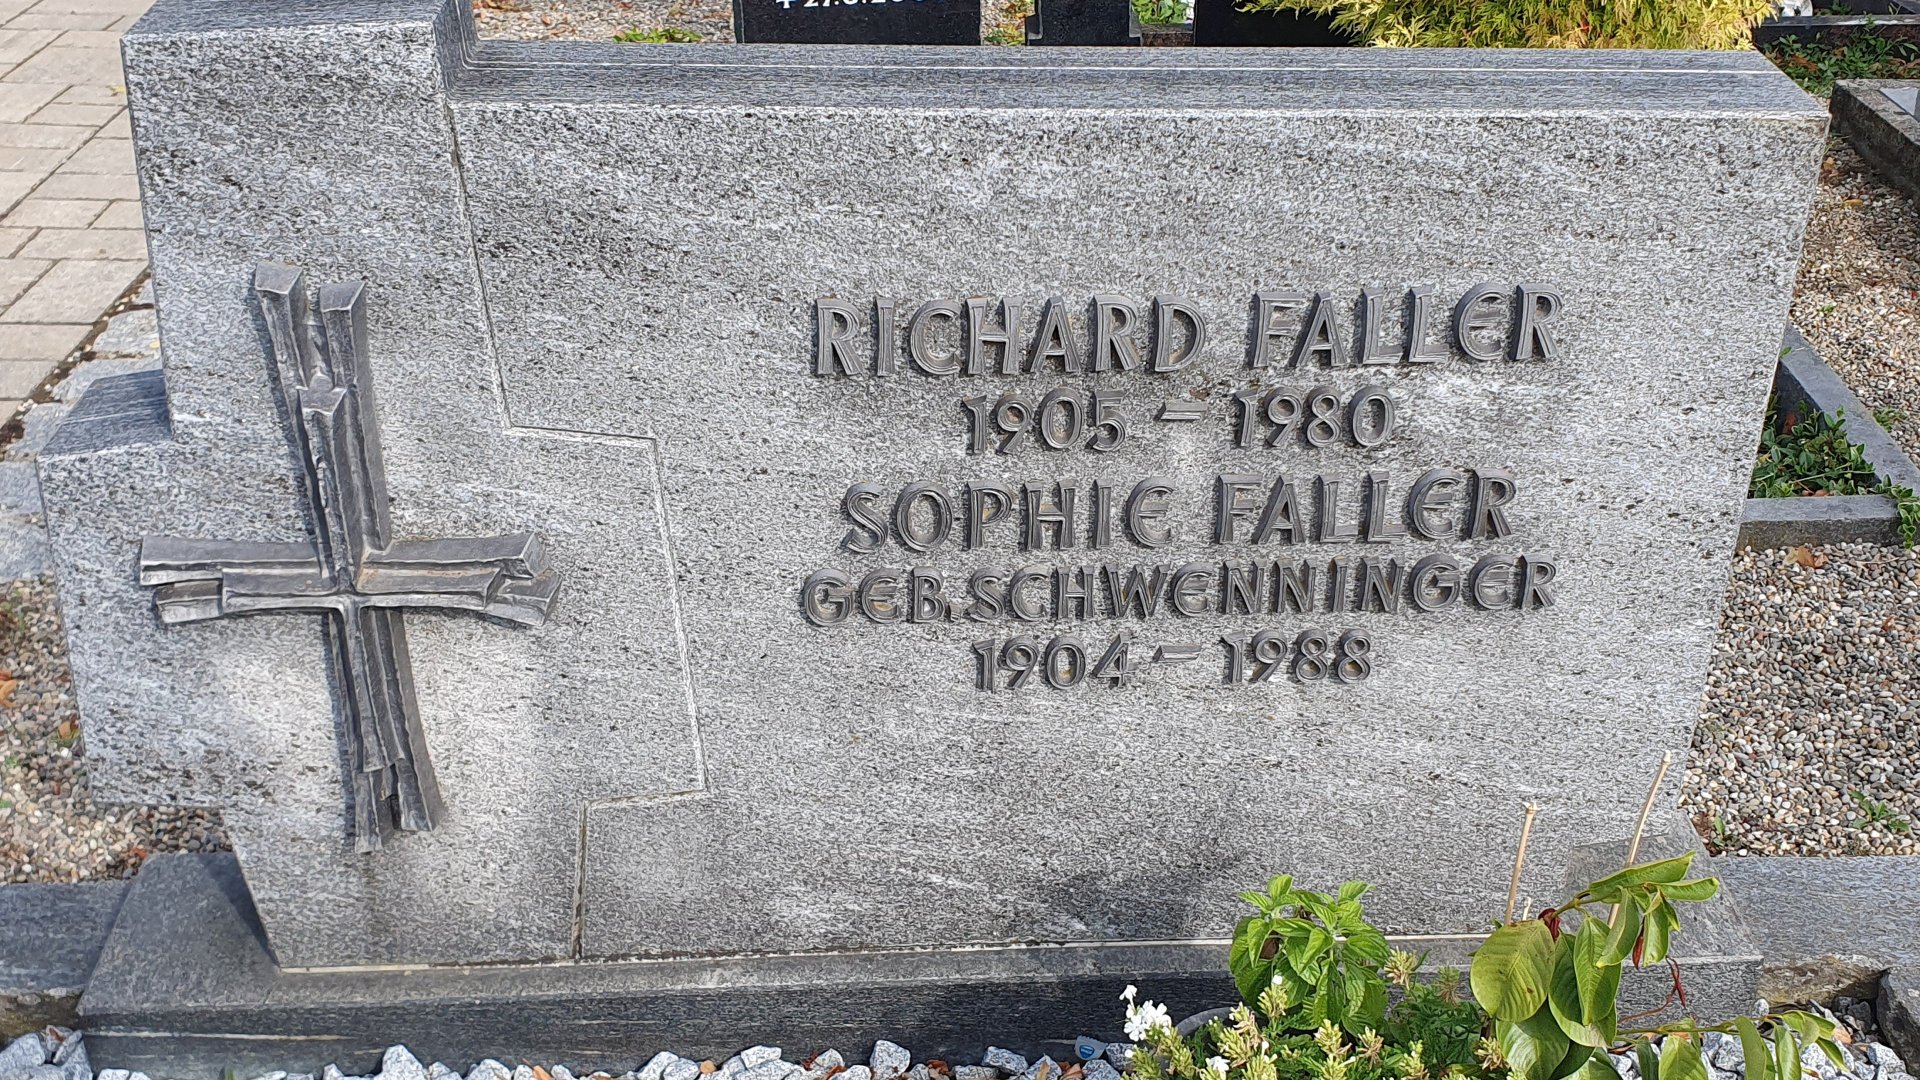 RICHARD FALLER
1905 – 1980
SOPHIE FALLER
GEB. SCHWENNINGER
1904 – 1988